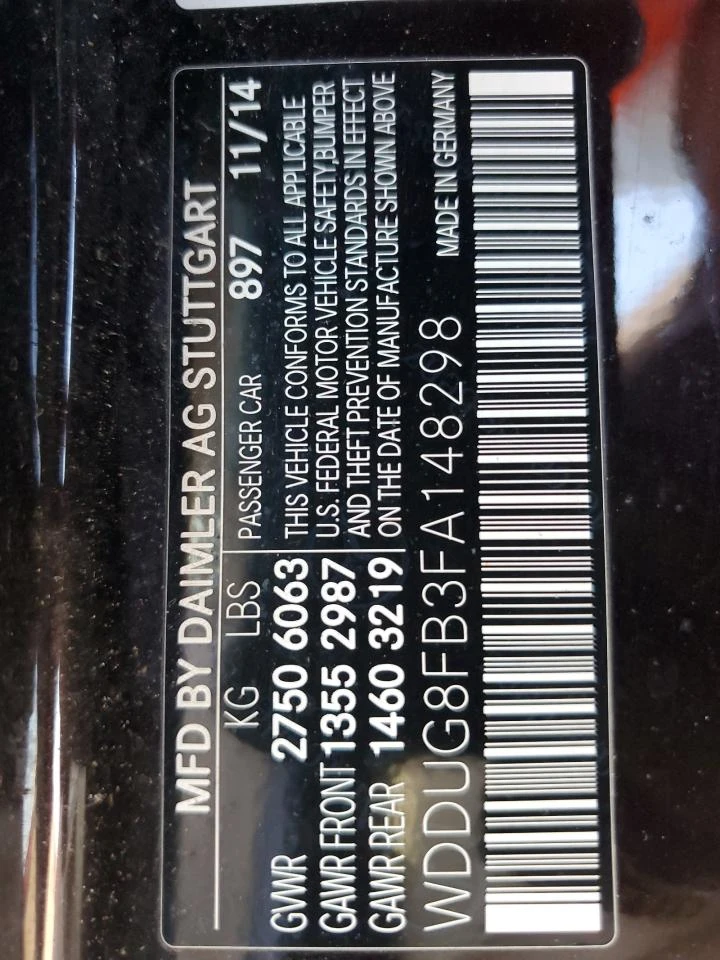 MFD BY DAIMLER AG STUTTGART
KG LBS PASSENGER CAR 897 11/14
GVWR 2750 6063 THIS VEHICLE CONFORMS TO ALL APPLICABLE
GAWR FRONT 1355 2987 U.S. FEDERAL MOTOR VEHICLE SAFETY,BUMPER
AND THEFT PREVENTION STANDARDS IN EFFECT
GAWR REAR 1460 3219 ON THE DATE OF MANUFACTURE SHOWN ABOVE
WDDUG8FB3FA148298 MADE IN GERMANY